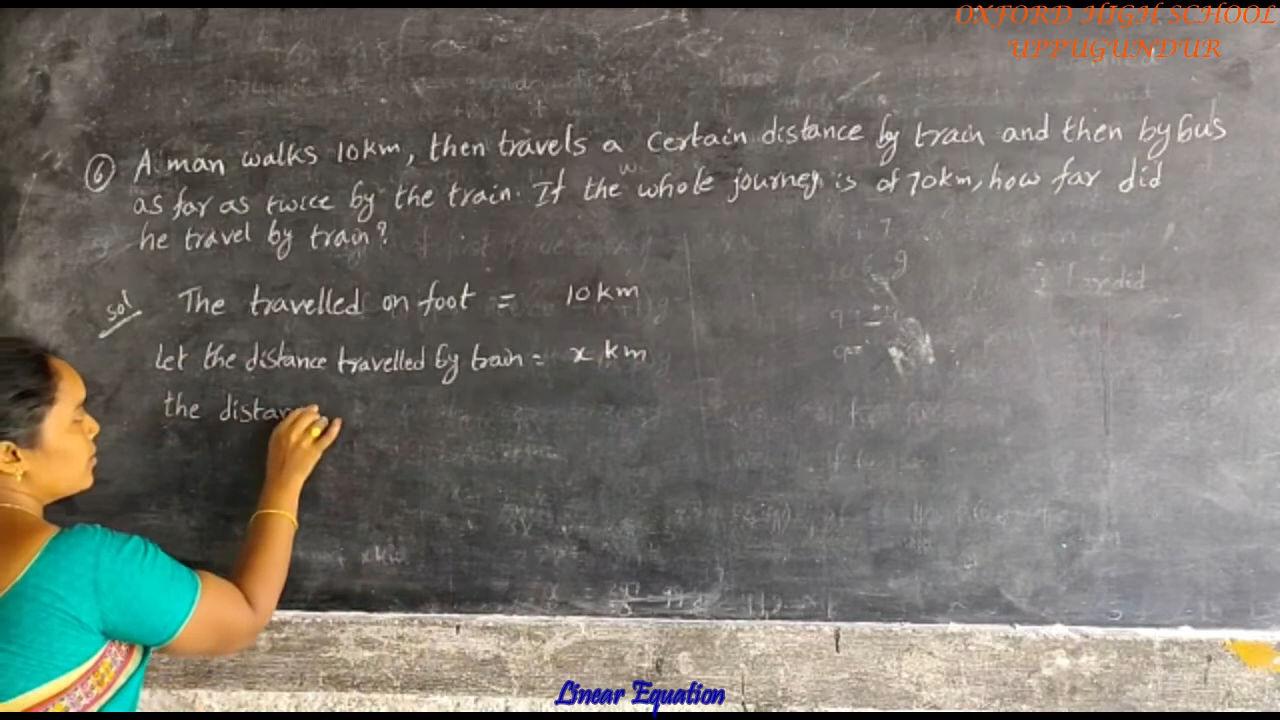 OXFORD HIGH SCHOOL
UPPUGUNDUR
6 A man walks 10km, then travels a certain distance by train and then by bus
as far as twice by the train. If the whole journey is of 70km, how far did
he travel by train?
Sol The travelled on foot = 10km
Let the distance travelled by train = x km
the distan
Linear Equation